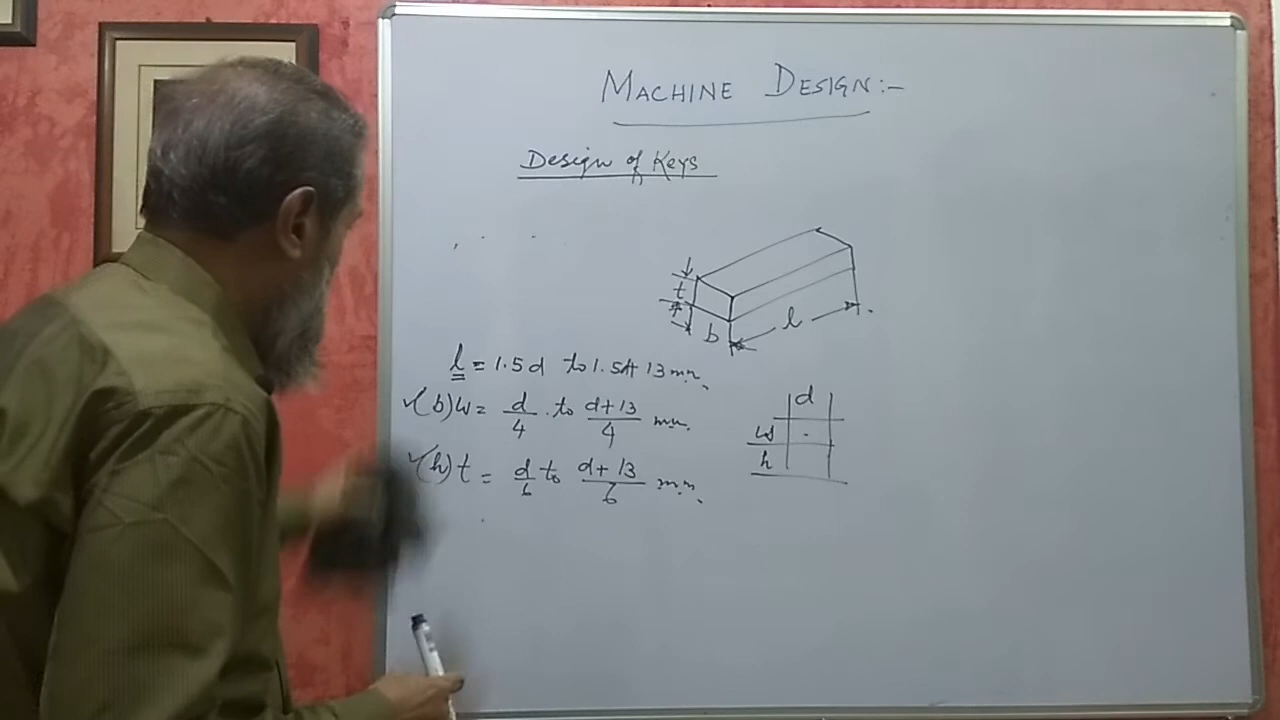 MACHINE DESIGN:-
Design of Keys
t
b
l
l = 1.5d to 1.5d+13 mm.
(b) w = d/4 to d+13/4 mm.
d
w
h
(h) t = d/6 to d+13/6 mm.